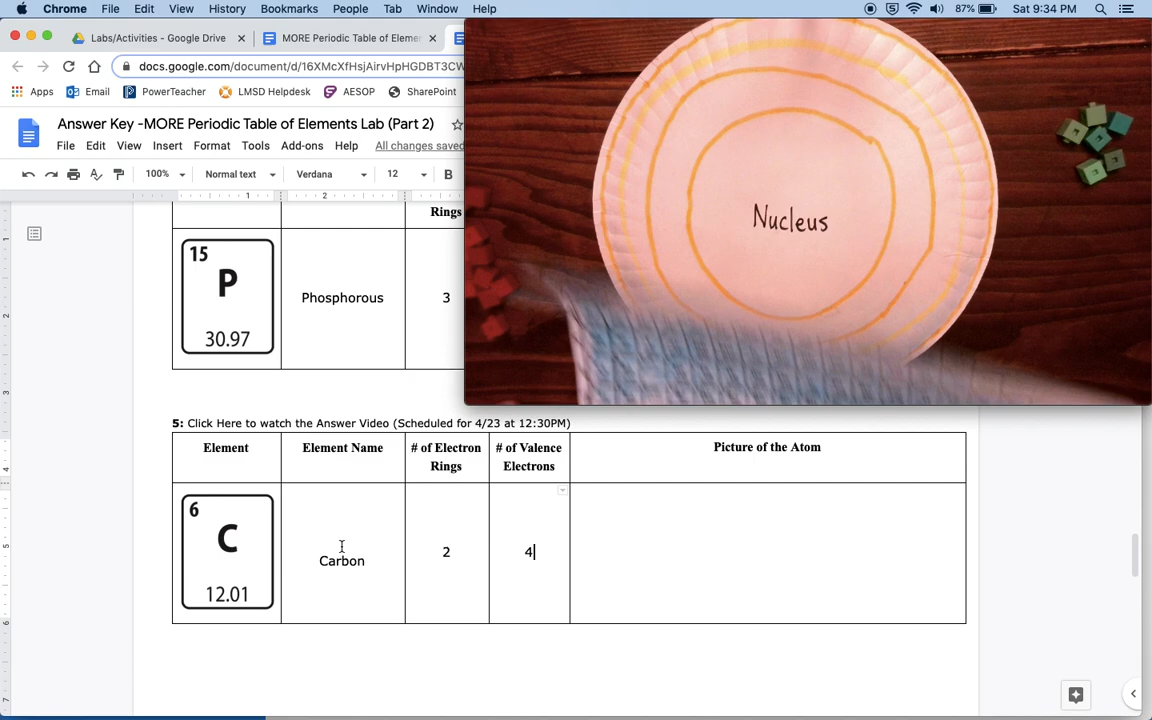 Chrome File Edit View History Bookmarks People Tab Window Help 87% Sat 9:34 PM
Labs/Activities - Google Drive MORE Periodic Table of Elemen
docs.google.com/document/d/16XMcXfHsjAirvHpHGDBT3CW
Apps Email PowerTeacher LMSD Helpdesk AESOP SharePoint
Answer Key -MORE Periodic Table of Elements Lab (Part 2)
File Edit View Insert Format Tools Add-ons Help All changes saved
100% Normal text Verdana 12 B
1 2
Rings
15
P
30.97
Phosphorous
3
Nucleus
5: Click Here to watch the Answer Video (Scheduled for 4/23 at 12:30PM)
Element Element Name # of Electron Rings # of Valence Electrons Picture of the Atom
6
C
12.01
Carbon
2
4